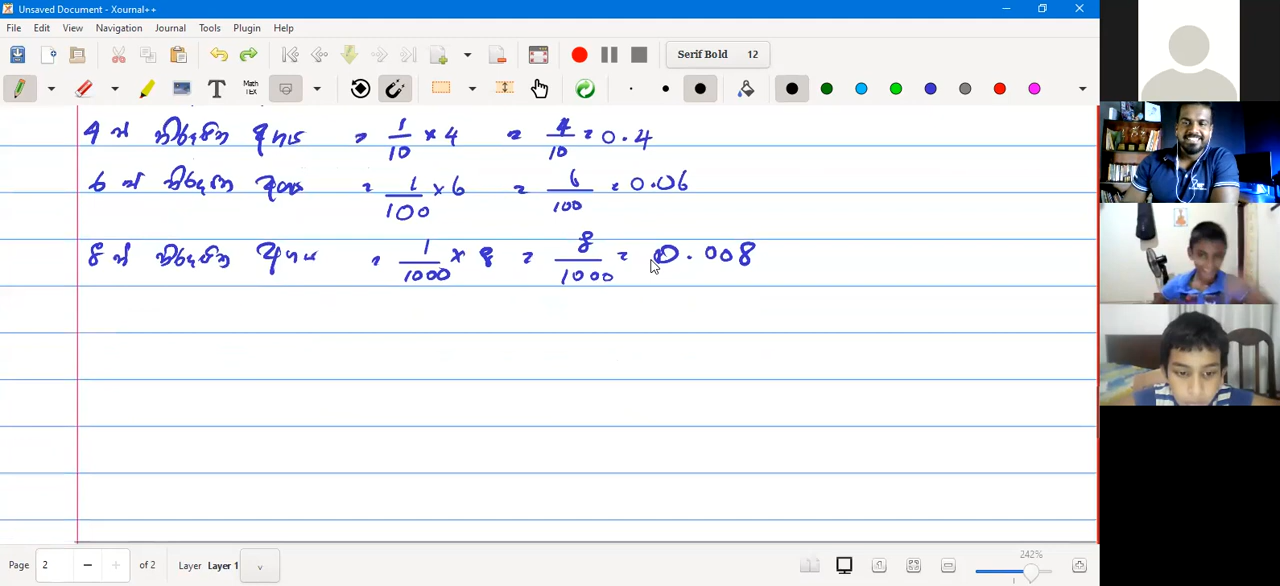 Unsaved Document - Xournal++
File Edit View Navigation Journal Tools Plugin Help
Serif Bold 12
Math TEX
4 න් නිරූපිත අගය = 1/10 × 4 = 4/10 = 0.4
6 න් නිරූපිත අගය = 1/100 × 6 = 6/100 = 0.06
8 න් නිරූපිත අගය = 1/1000 × 8 = 8/1000 = 0.008
Page 2 of 2 Layer Layer 1 242%